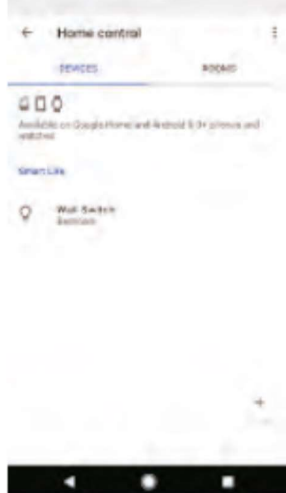 Home control
DEVICES ROOMS
Available on Google Home and Android 6.0+ phones and
watches
Smart Life
Wall Switch
Bedroom